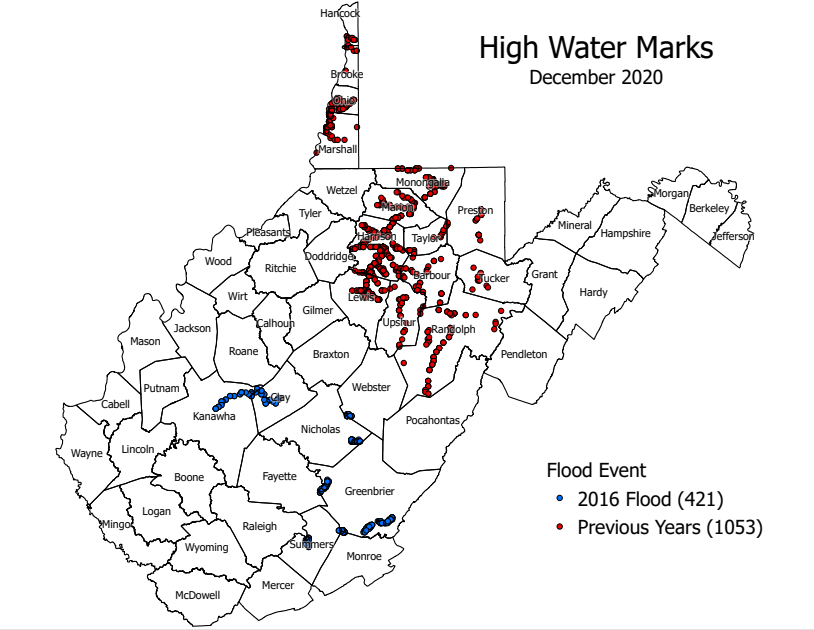 Hancock
High Water Marks
December 2020
Brooke
Ohio
Marshall
Wetzel
Monongalia
Marion
Preston
Tyler
Pleasants
Harrison
Taylor
Morgan
Berkeley
Jefferson
Mineral
Hampshire
Wood
Ritchie
Doddridge
Barbour
Tucker
Grant
Hardy
Wirt
Lewis
Gilmer
Calhoun
Jackson
Upshur
Randolph
Mason
Roane
Braxton
Pendleton
Putnam
Webster
Clay
Cabell
Kanawha
Pocahontas
Nicholas
Wayne
Lincoln
Boone
Fayette
Greenbrier
Flood Event
2016 Flood (421)
Previous Years (1053)
Logan
Mingo
Raleigh
Wyoming
Summers
Monroe
Mercer
McDowell